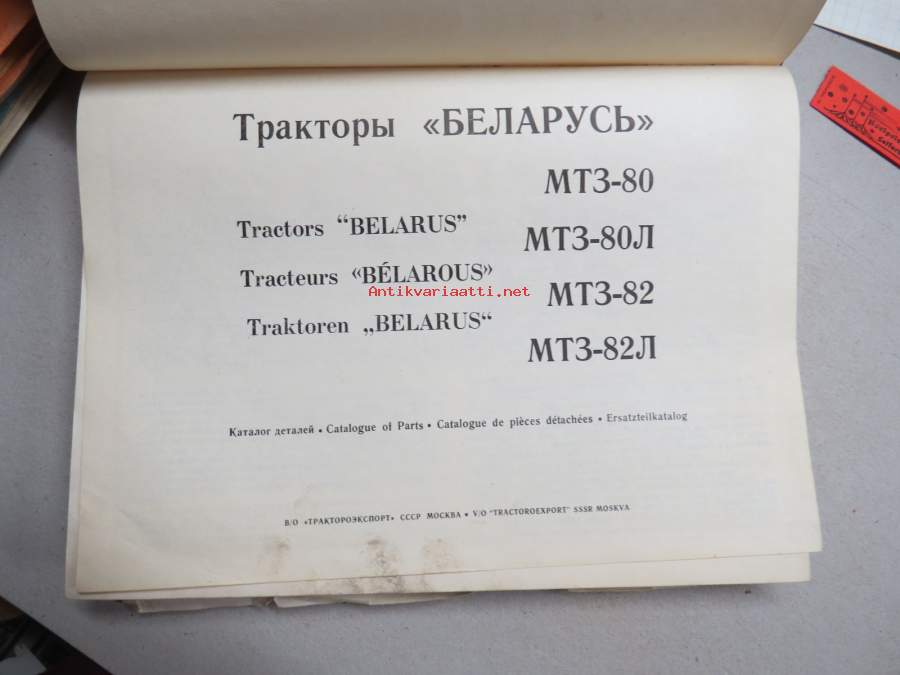 Тракторы «БЕЛАРУСЬ»
МТЗ-80
Tractors “BELARUS”
МТЗ-80Л
Tracteurs «BÉLAROUS»
Antikvariaatti.net
МТЗ-82
Traktoren „BELARUS“
МТЗ-82Л
Каталог деталей • Catalogue of Parts • Catalogue de pièces détachées • Ersatzteilkatalog
В/О «ТРАКТОРОЭКСПОРТ» СССР МОСКВА • V/O "TRACTOROEXPORT" SSSR MOSKVA